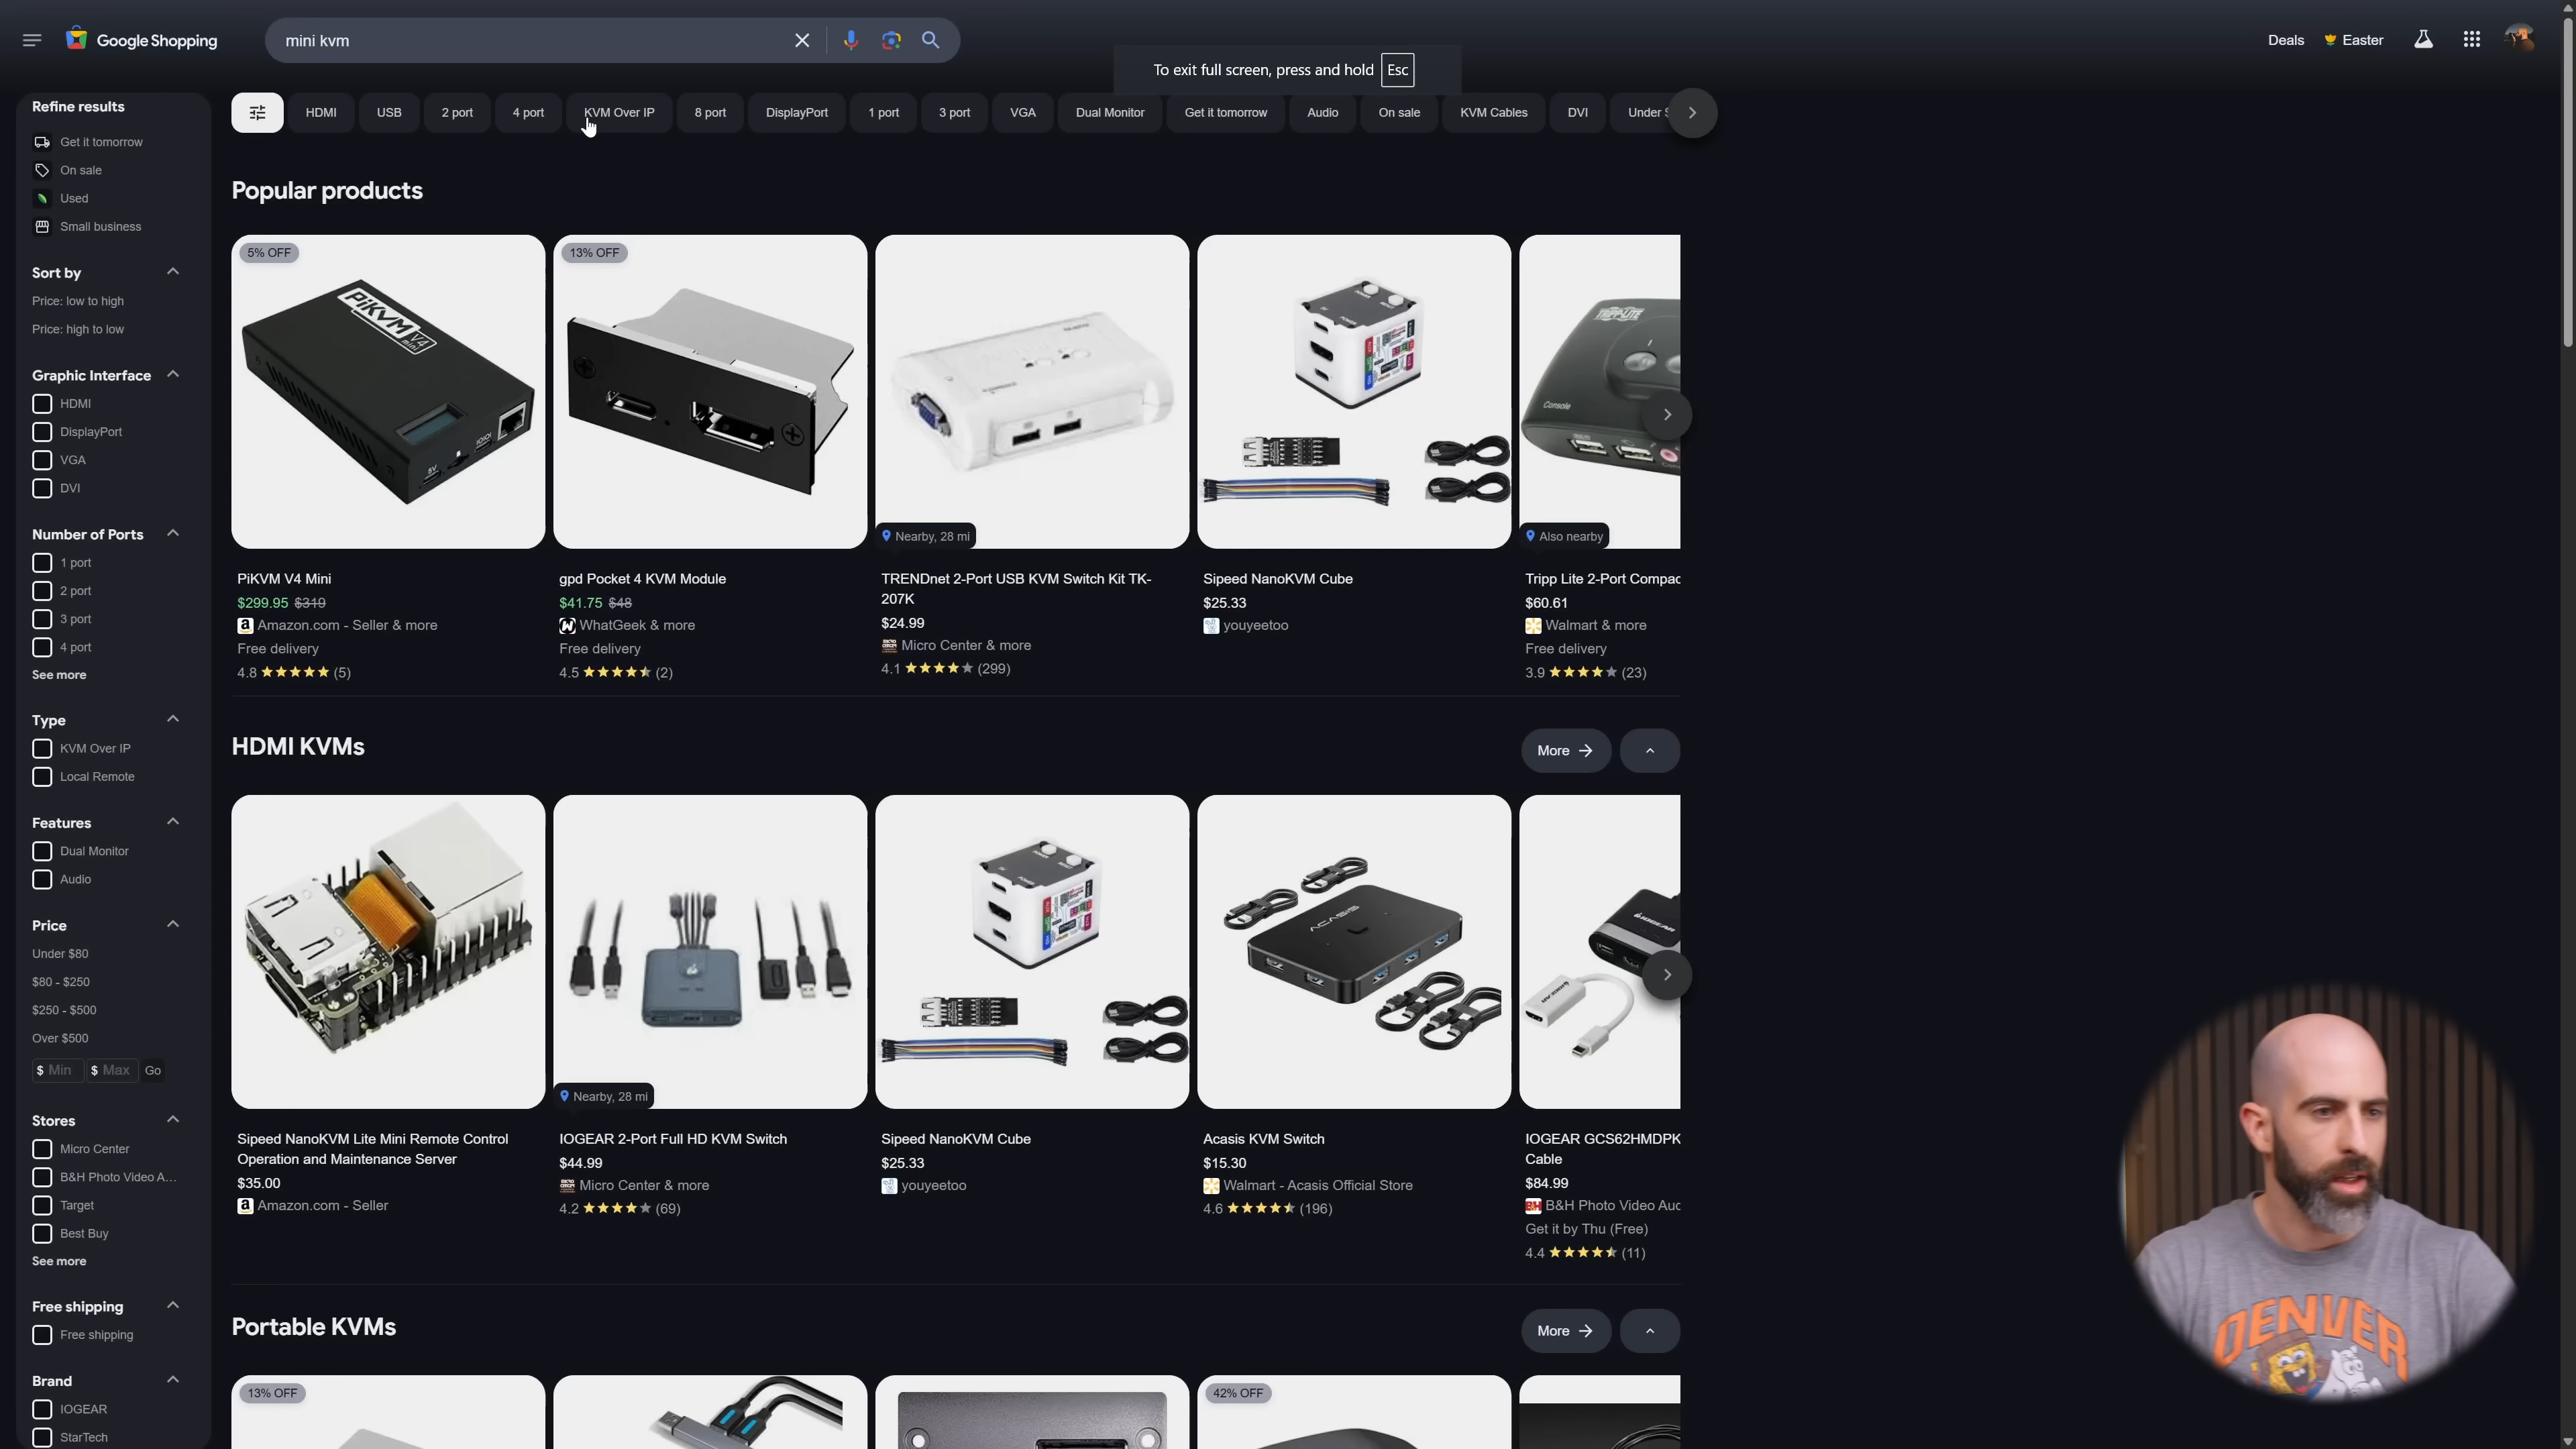 Google Shopping
mini kvm
To exit full screen, press and hold Esc
Deals
Easter
Refine results
Get it tomorrow
On sale
Used
Small business
Sort by
Price: low to high
Price: high to low
Graphic Interface
HDMI
DisplayPort
VGA
DVI
Number of Ports
1 port
2 port
3 port
4 port
See more
Type
KVM Over IP
Local Remote
Features
Dual Monitor
Audio
Price
Under $80
$80 - $250
$250 - $500
Over $500
$ Min $ Max Go
Stores
Micro Center
B&H Photo Video A...
Target
Best Buy
See more
Free shipping
Free shipping
Brand
IOGEAR
StarTech
HDMI USB 2 port 4 port KVM Over IP 8 port DisplayPort 1 port 3 port VGA Dual Monitor Get it tomorrow Audio On sale KVM Cables DVI Under
Popular products
5% OFF
PiKVM V4 mini
5V
PiKVM V4 Mini
$299.95 $319
Amazon.com - Seller & more
Free delivery
4.8 (5)
13% OFF
gpd Pocket 4 KVM Module
$41.75 $48
WhatGeek & more
Free delivery
4.5 (2)
Nearby, 28 mi
TRENDnet 2-Port USB KVM Switch Kit TK-
207K
$24.99
Micro Center & more
4.1 (299)
Sipeed NanoKVM Cube
$25.33
youyeetoo
TRIPP-LITE
Console
Also nearby
Tripp Lite 2-Port Compac
$60.61
Walmart & more
Free delivery
3.9 (23)
HDMI KVMs
More
Sipeed NanoKVM Lite Mini Remote Control
Operation and Maintenance Server
$35.00
Amazon.com - Seller
Nearby, 28 mi
IOGEAR 2-Port Full HD KVM Switch
$44.99
Micro Center & more
4.2 (69)
Sipeed NanoKVM Cube
$25.33
youyeetoo
ACASIS
Acasis KVM Switch
$15.30
Walmart - Acasis Official Store
4.6 (196)
IOGEAR
IOGEAR
IOGEAR GCS62HMDPK
Cable
$84.99
B&H Photo Video Aud
Get it by Thu (Free)
4.4 (11)
Portable KVMs
More
13% OFF
42% OFF
DENVER